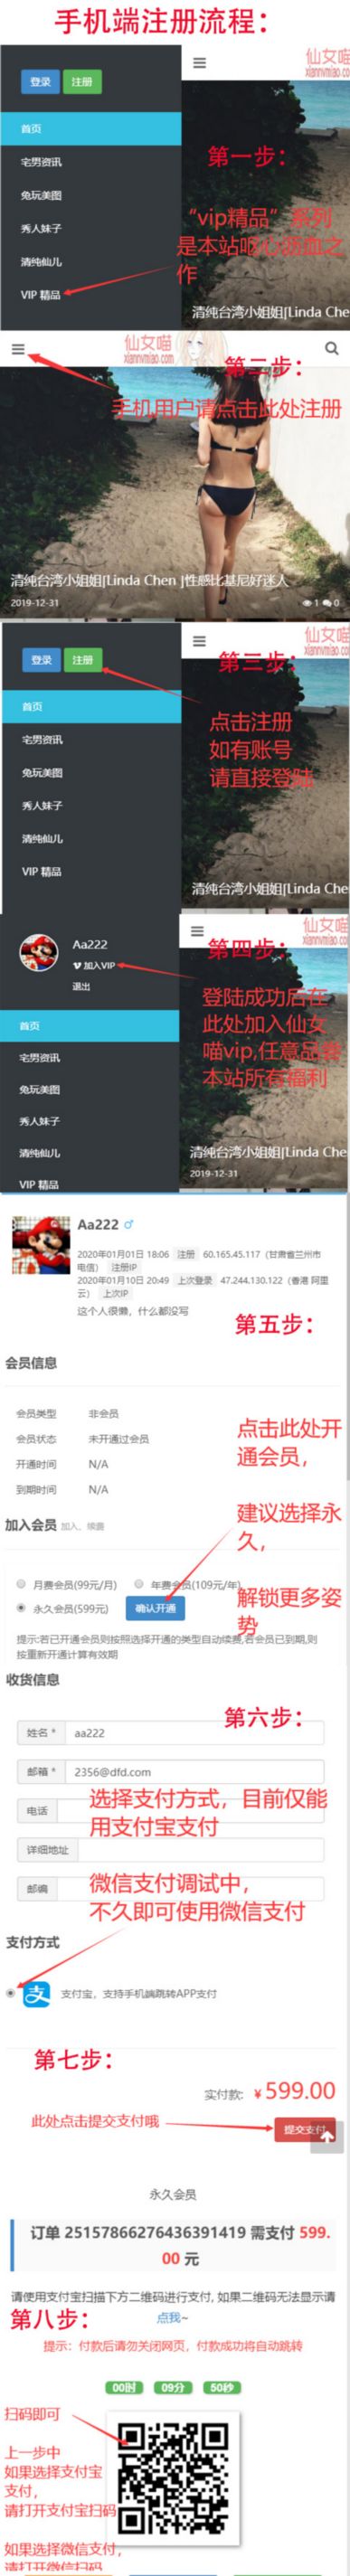 手机端注册流程：
登录 注册
首页
宅男资讯
兔玩美图
秀人妹子
清纯仙儿
VIP 精品
仙女喵
xiannvmiao.co
第一步：
“vip精品”系列
是本站呕心沥血之
作
清纯台湾小姐姐[Linda Che
仙女喵
xiannvmiao.com
第二步：
手机用户请点击此处注册
清纯台湾小姐姐[Linda Chen ]性感比基尼好迷人
2019-12-31
1 0
登录 注册
首页
宅男资讯
兔玩美图
秀人妹子
清纯仙儿
VIP 精品
仙女喵
xiannvmiao.co
第三步：
点击注册
如有账号
请直接登陆
清纯台湾小姐姐[Linda Che
Aa222
加入VIP
退出
首页
宅男资讯
兔玩美图
秀人妹子
清纯仙儿
VIP 精品
仙女喵
xiannvmiao.co
第四步：
登陆成功后在
此处加入仙女
喵vip,任意品尝
本站所有福利
清纯台湾小姐姐[Linda Che
2019-12-31
Aa222 ♂
2020年01月01日 18:06 注册 60.165.45.117（甘肃省兰州市
电信） 注册IP
2020年01月10日 20:49 上次登录 47.244.130.122（香港 阿里
云） 上次IP
这个人很懒，什么都没写
第五步：
会员信息
会员类型 非会员
会员状态 未开通过会员
开通时间 N/A
到期时间 N/A
点击此处开
通会员，
建议选择永
久，
解锁更多姿
势
加入会员 加入、续费
月费会员(99元/月) 年费会员(109元/年)
永久会员(599元) 确认开通
提示:若已开通会员则按照选择开通的类型自动续费,若会员已到期,则
按重新开通计算有效期
收货信息
第六步：
姓名 * aa222
邮箱 * 2356@dfd.com
电话
详细地址
邮编
选择支付方式，目前仅能
用支付宝支付
微信支付调试中，
不久即可使用微信支付
支付方式
支 支付宝，支持手机端跳转APP支付
第七步：
实付款: ¥ 599.00
此处点击提交支付哦
提交支付
永久会员
订单 25157866276436391419 需支付 599.
00 元
请使用支付宝扫描下方二维码进行支付, 如果二维码无法显示请
点我~
第八步：
提示：付款后请勿关闭网页，付款成功将自动跳转
00时 09分 50秒
扫码即可
上一步中
如果选择支付宝
支付，
请打开支付宝扫码
如果选择微信支付，
请打开微信扫码